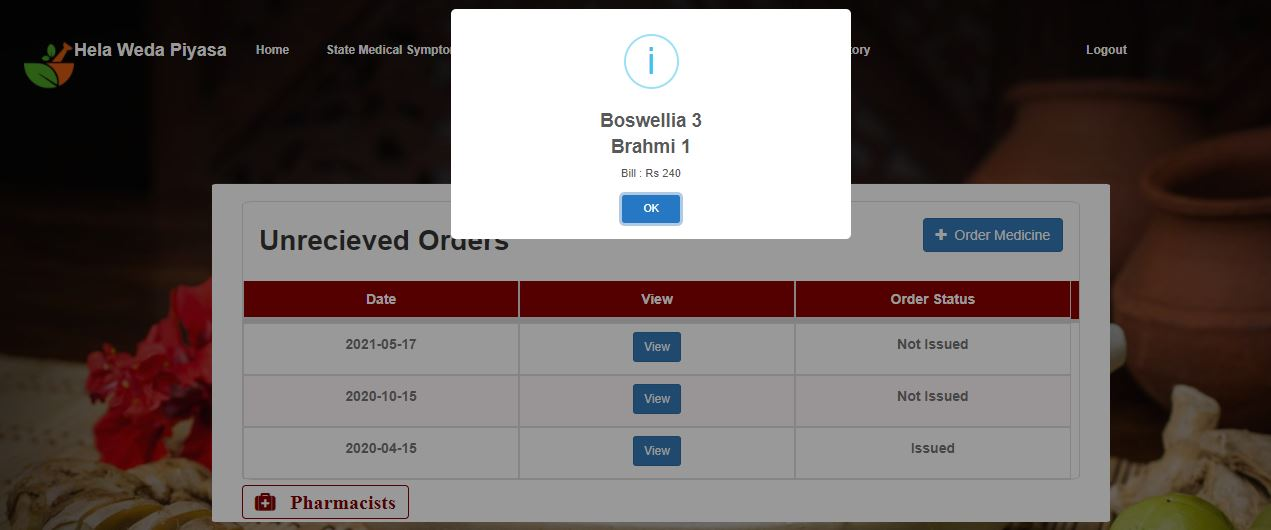 Hela Weda Piyasa Home State Medical Logout
i
Boswellia 3
Brahmi 1
Bill : Rs 240
OK
Unrecieved Orders
Order Medicine
Date View Order Status
2021-05-17 View Not Issued
2020-10-15 View Not Issued
2020-04-15 View Issued
Pharmacists